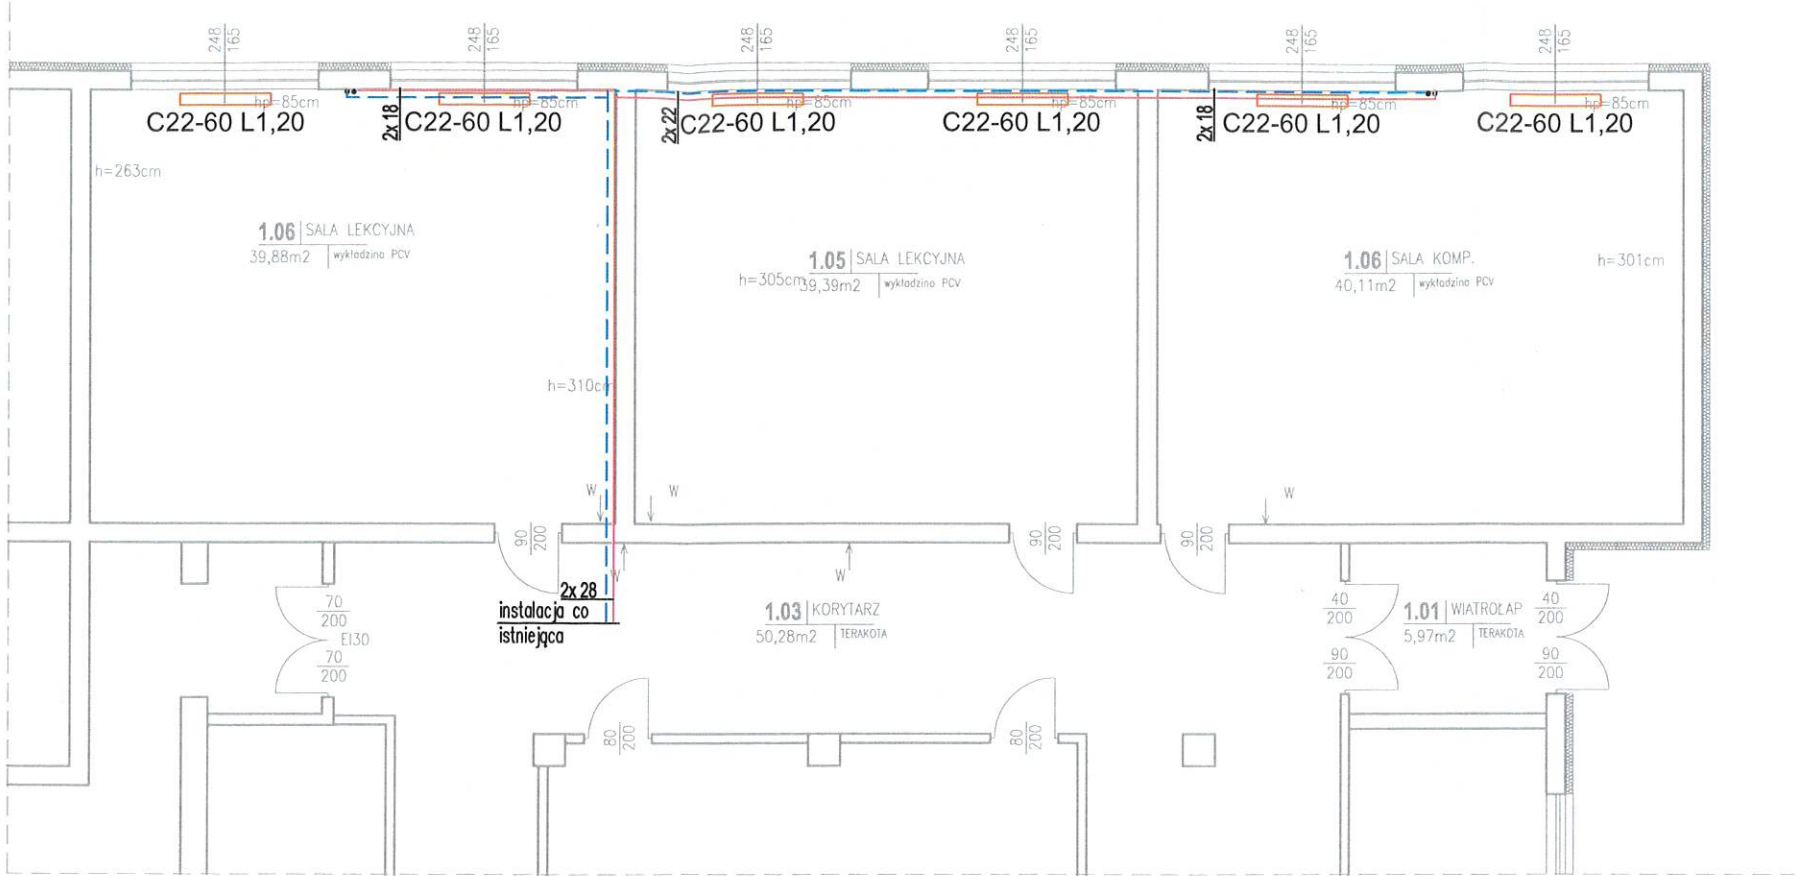 248
165
248
165
248
165
248
165
248
165
248
165
hp=85cm
hp=85cm
hp=85cm
hp=85cm
hp=85cm
hp=85cm
C22-60 L1,20
2x 18
C22-60 L1,20
2x 22
C22-60 L1,20
C22-60 L1,20
2x 18
C22-60 L1,20
C22-60 L1,20
h=263cm
1.06 SALA LEKCYJNA
39,88m2 wykładzina PCV
h=305cm
1.05 SALA LEKCYJNA
39,39m2 wykładzina PCV
1.06 SALA KOMP.
40,11m2 wykładzina PCV
h=301cm
h=310cm
W
W
W
90
200
90
200
90
200
W
W
2x 28
instalacja co
istniejąca
70
200
EI30
70
200
1.03 KORYTARZ
50,28m2 TERAKOTA
40
200
1.01 WIATROŁAP
5,97m2 TERAKOTA
40
200
90
200
90
200
80
200
80
200